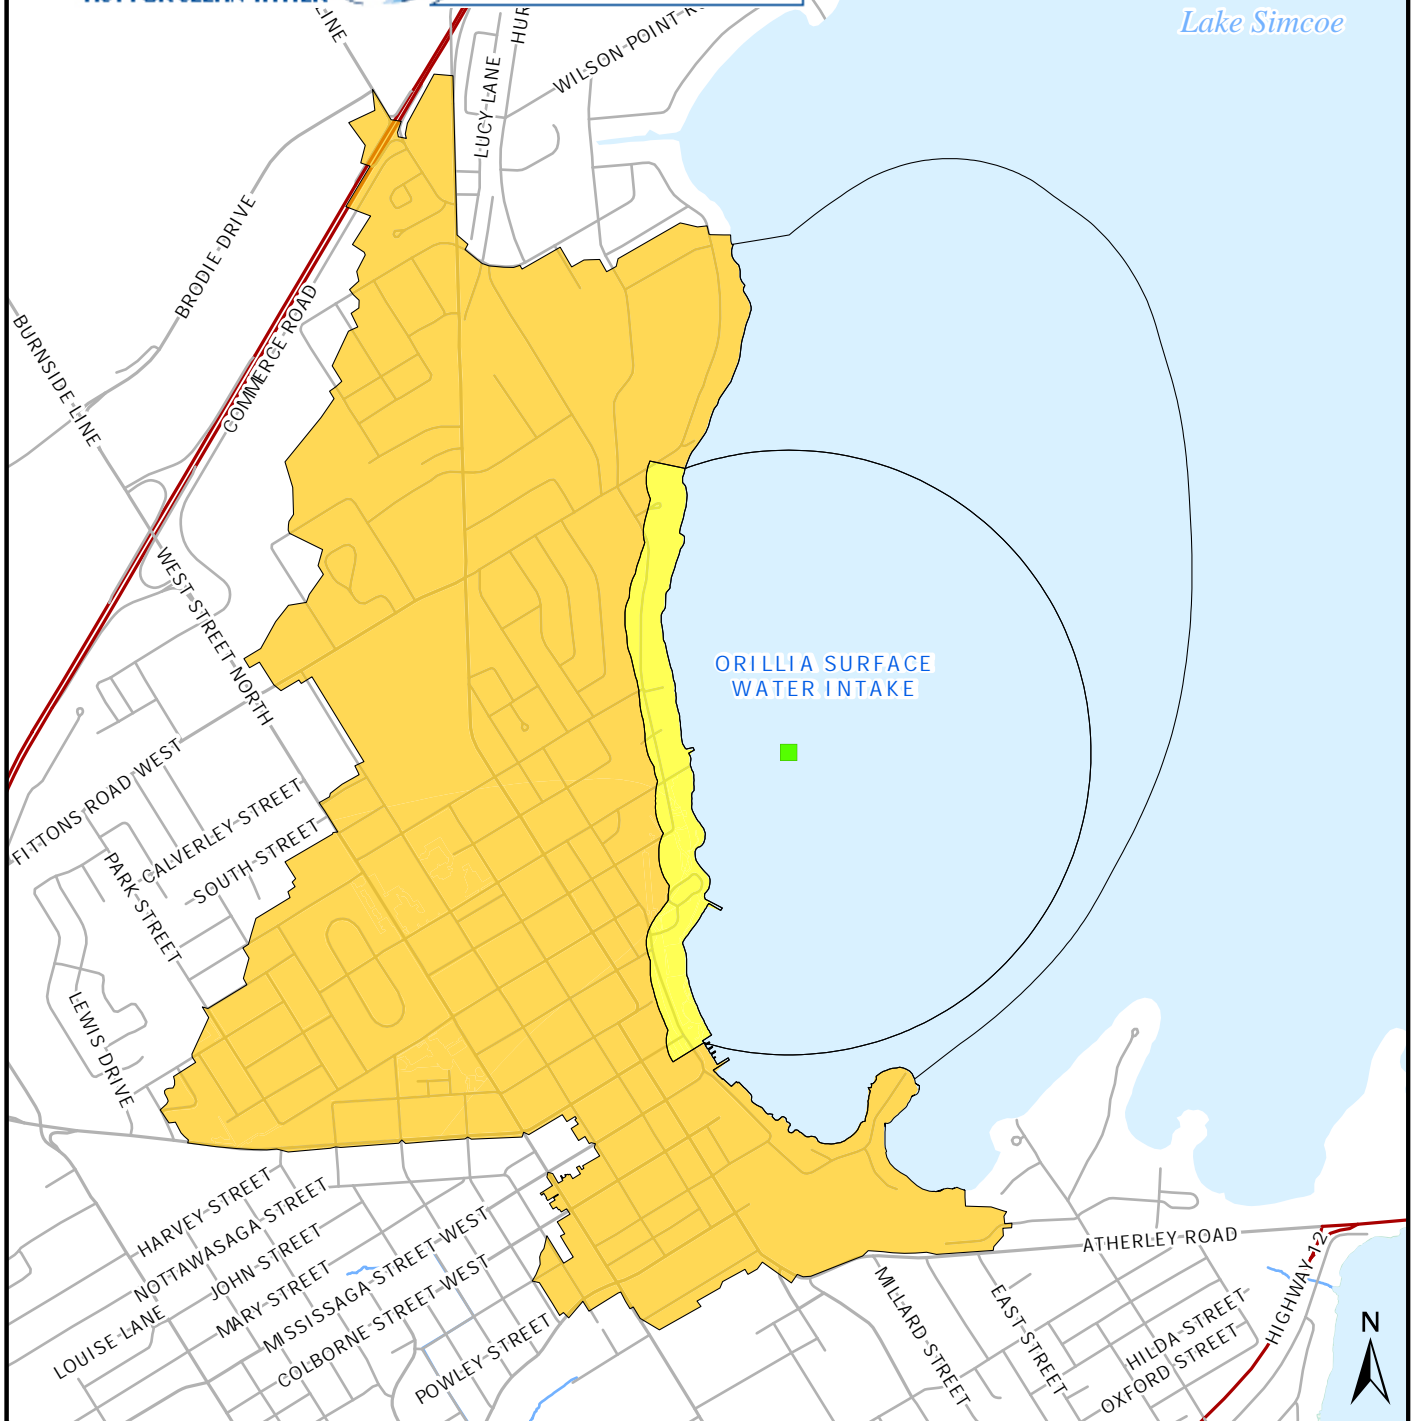 Lake Simcoe
LUCY LANE
WILSON POINT
BRODIE DRIVE
COMMERCE ROAD
BURNSIDE LINE
WEST STREET NORTH
ORILLIA SURFACE
WATER INTAKE
FITTONS ROAD WEST
CALVERLEY STREET
SOUTH STREET
PARK STREET
LEWIS DRIVE
HARVEY STREET
NOTTAWASAGA STREET
JOHN STREET
MARY STREET
LOUISE LANE
MISSISSAGA STREET WEST
COLBORNE STREET WEST
POWLEY STREET
ATHERLEY ROAD
HIGHWAY 12
MILLARD STREET
EAST STREET
HILDA STREET
OXFORD STREET
N